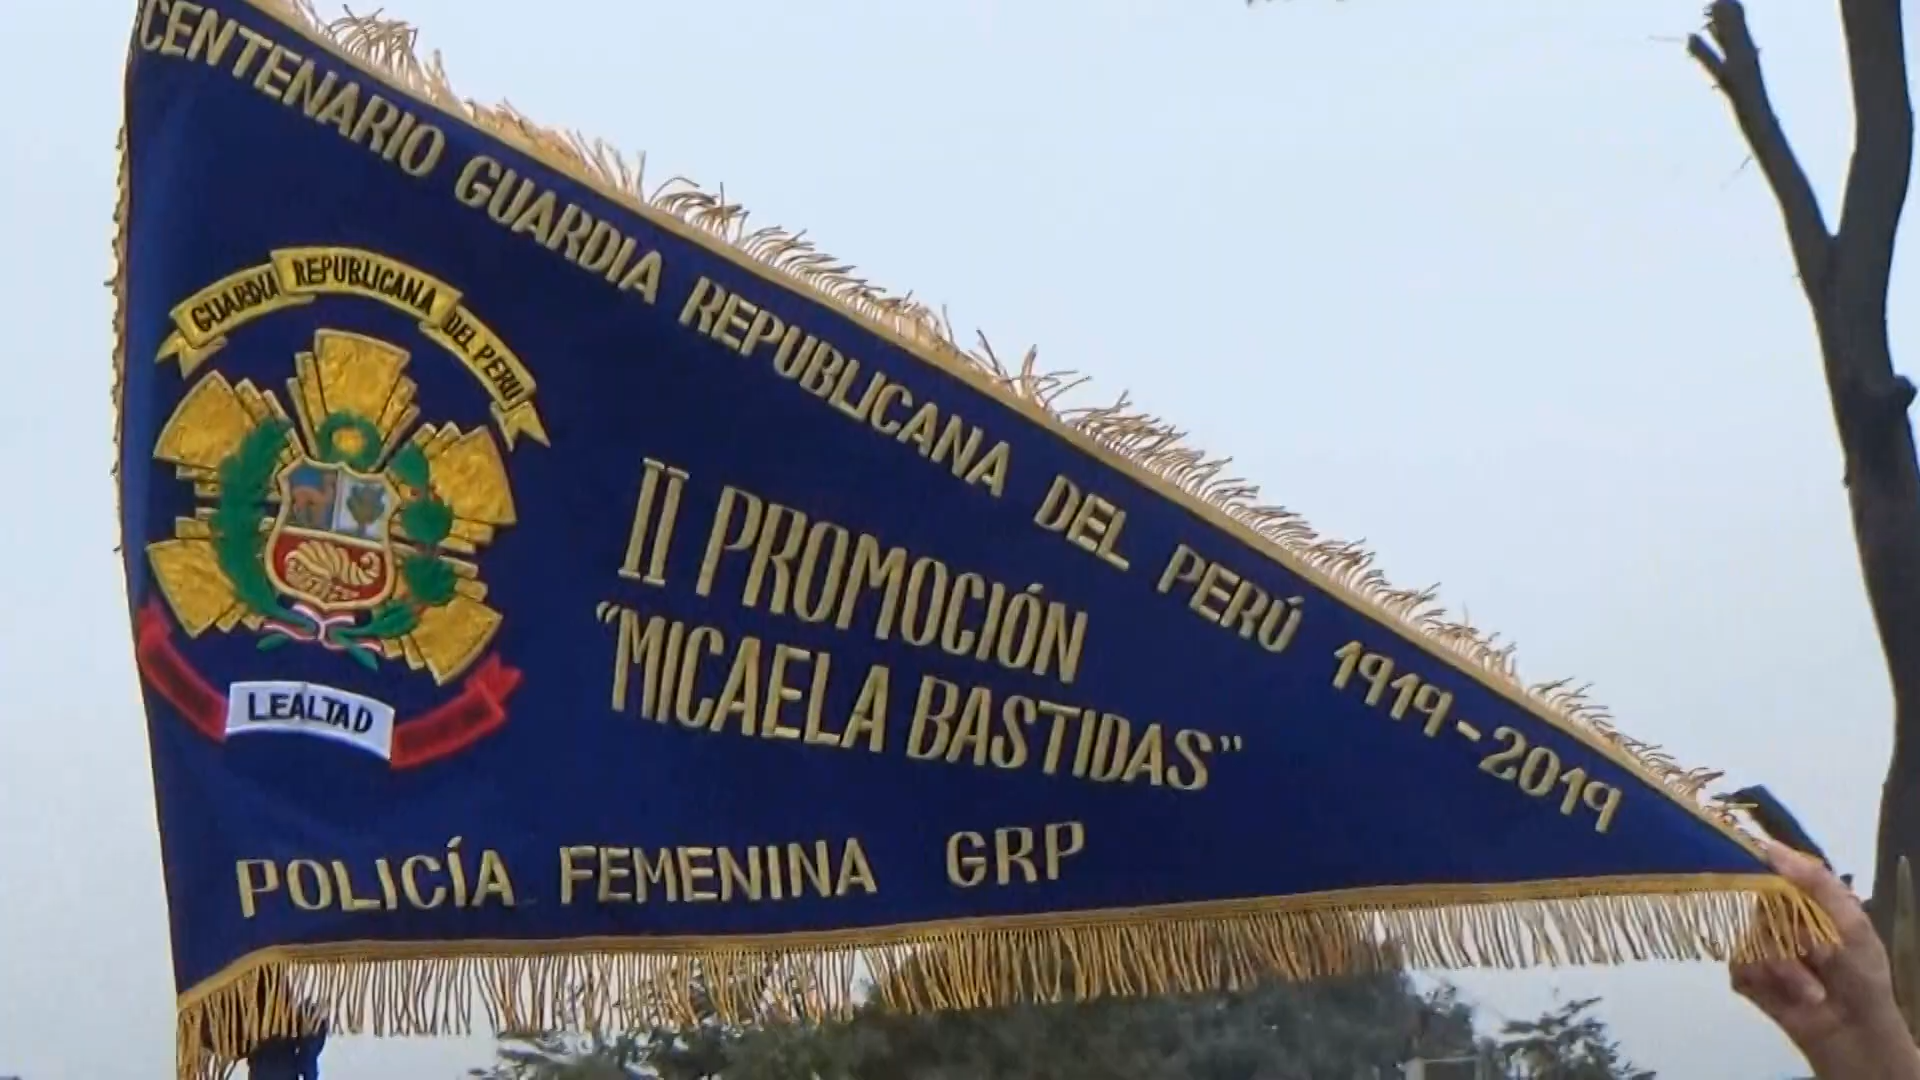 CENTENARIO GUARDIA REPUBLICANA DEL PERÚ 1919-2019
GUARDIA REPUBLICANA DEL PERU
II PROMOCIÓN
"MICAELA BASTIDAS"
LEALTAD
POLICÍA FEMENINA GRP